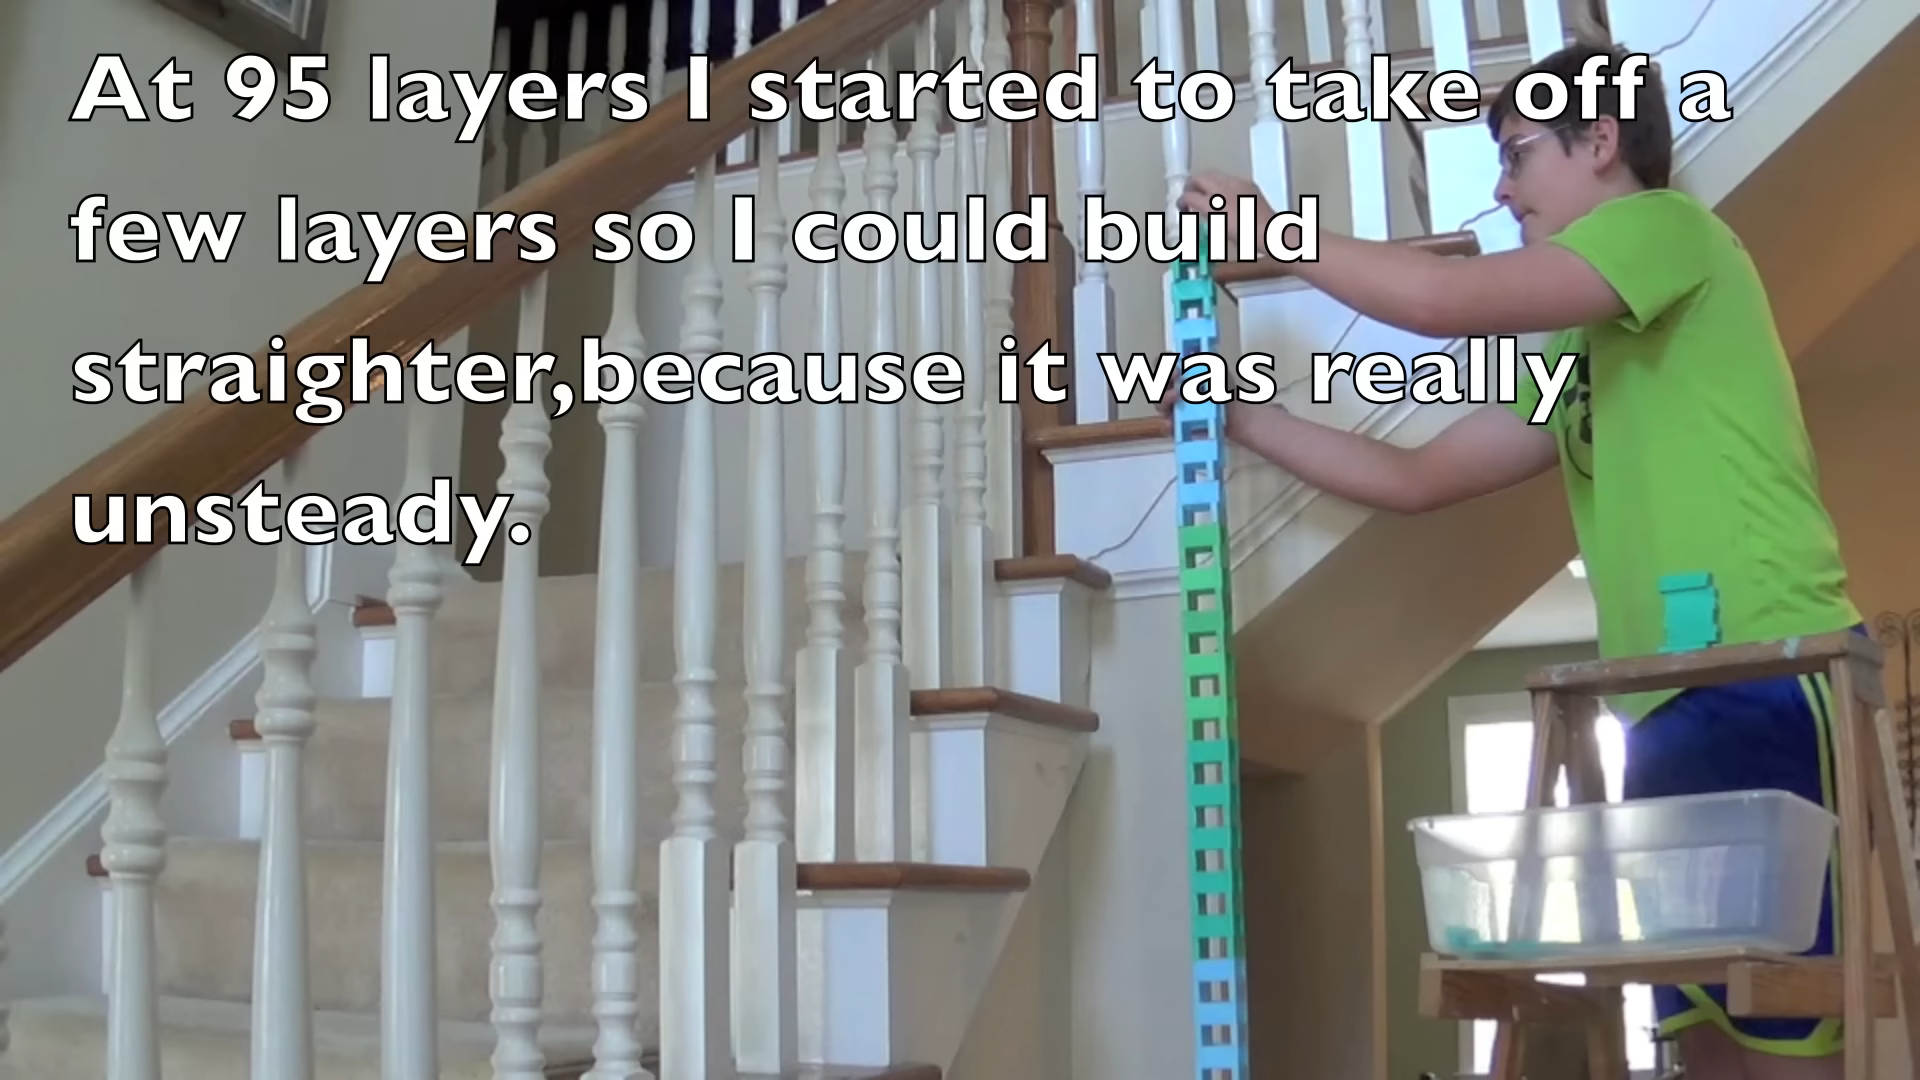 At 95 layers I started to take off a
few layers so I could build
straighter,because it was really
unsteady.